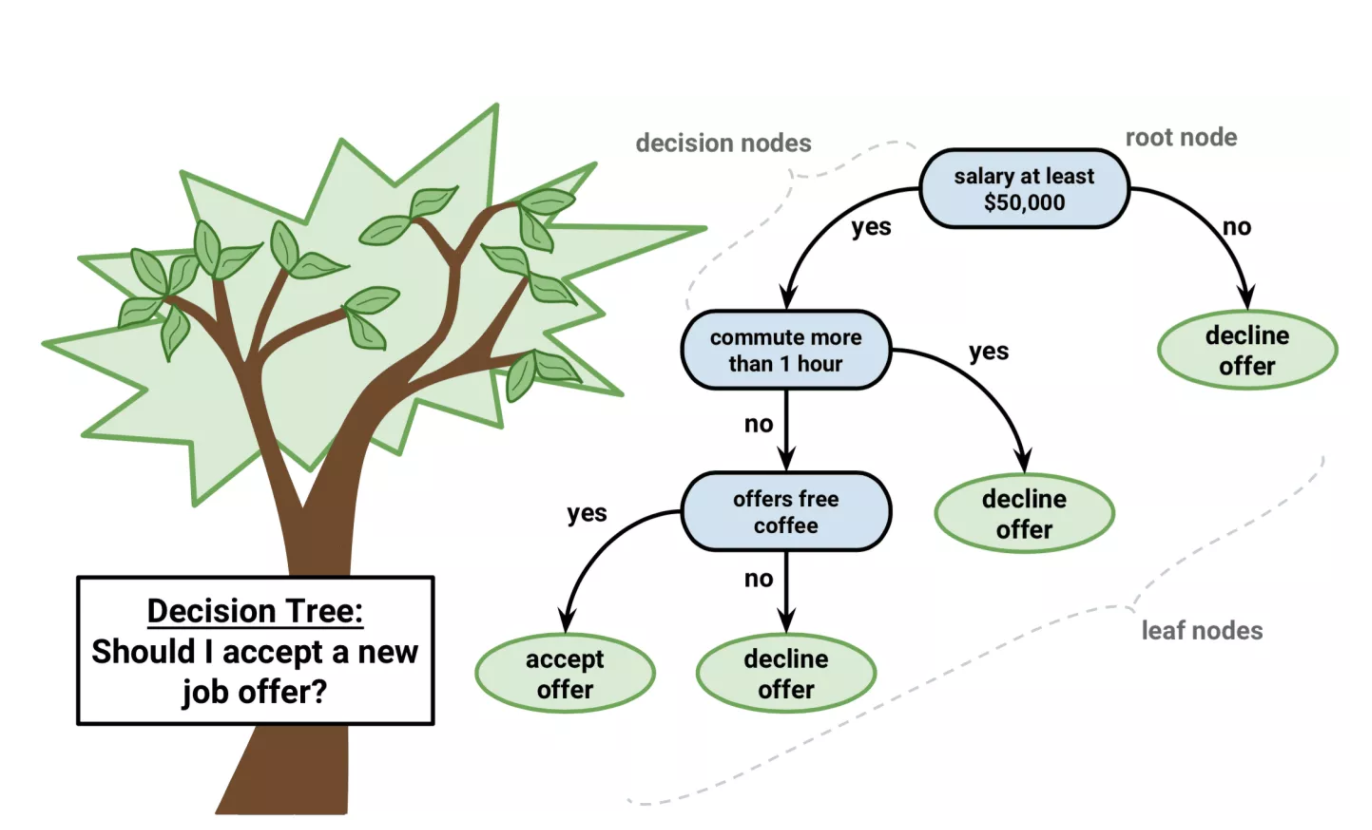 decision nodes
root node
salary at least
$50,000
yes
no
commute more
than 1 hour
decline
offer
yes
no
offers free
coffee
decline
offer
yes
no
accept
offer
decline
offer
leaf nodes
Decision Tree:
Should I accept a new
job offer?